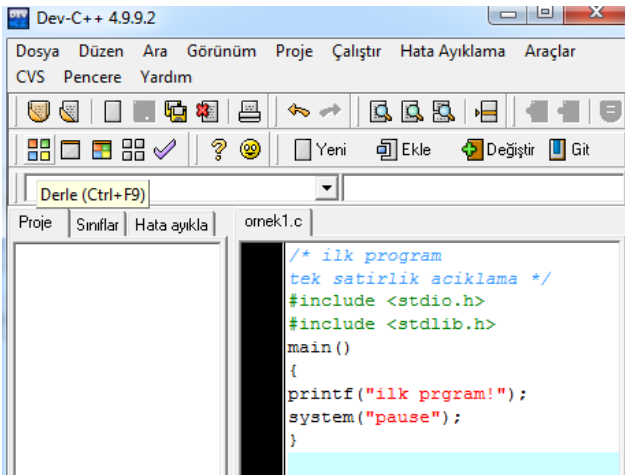 Dev-C++ 4.9.9.2
Dosya Düzen Ara Görünüm Proje Çalıştır Hata Ayıklama Araçlar
CVS Pencere Yardım
Yeni Ekle Değiştir Git
Derle (Ctrl+F9)
Proje Sınıflar Hata ayıkla ornek1.c
/* ilk program
tek satirlik aciklama */
#include <stdio.h>
#include <stdlib.h>
main()
{
printf("ilk prgram!");
system("pause");
}